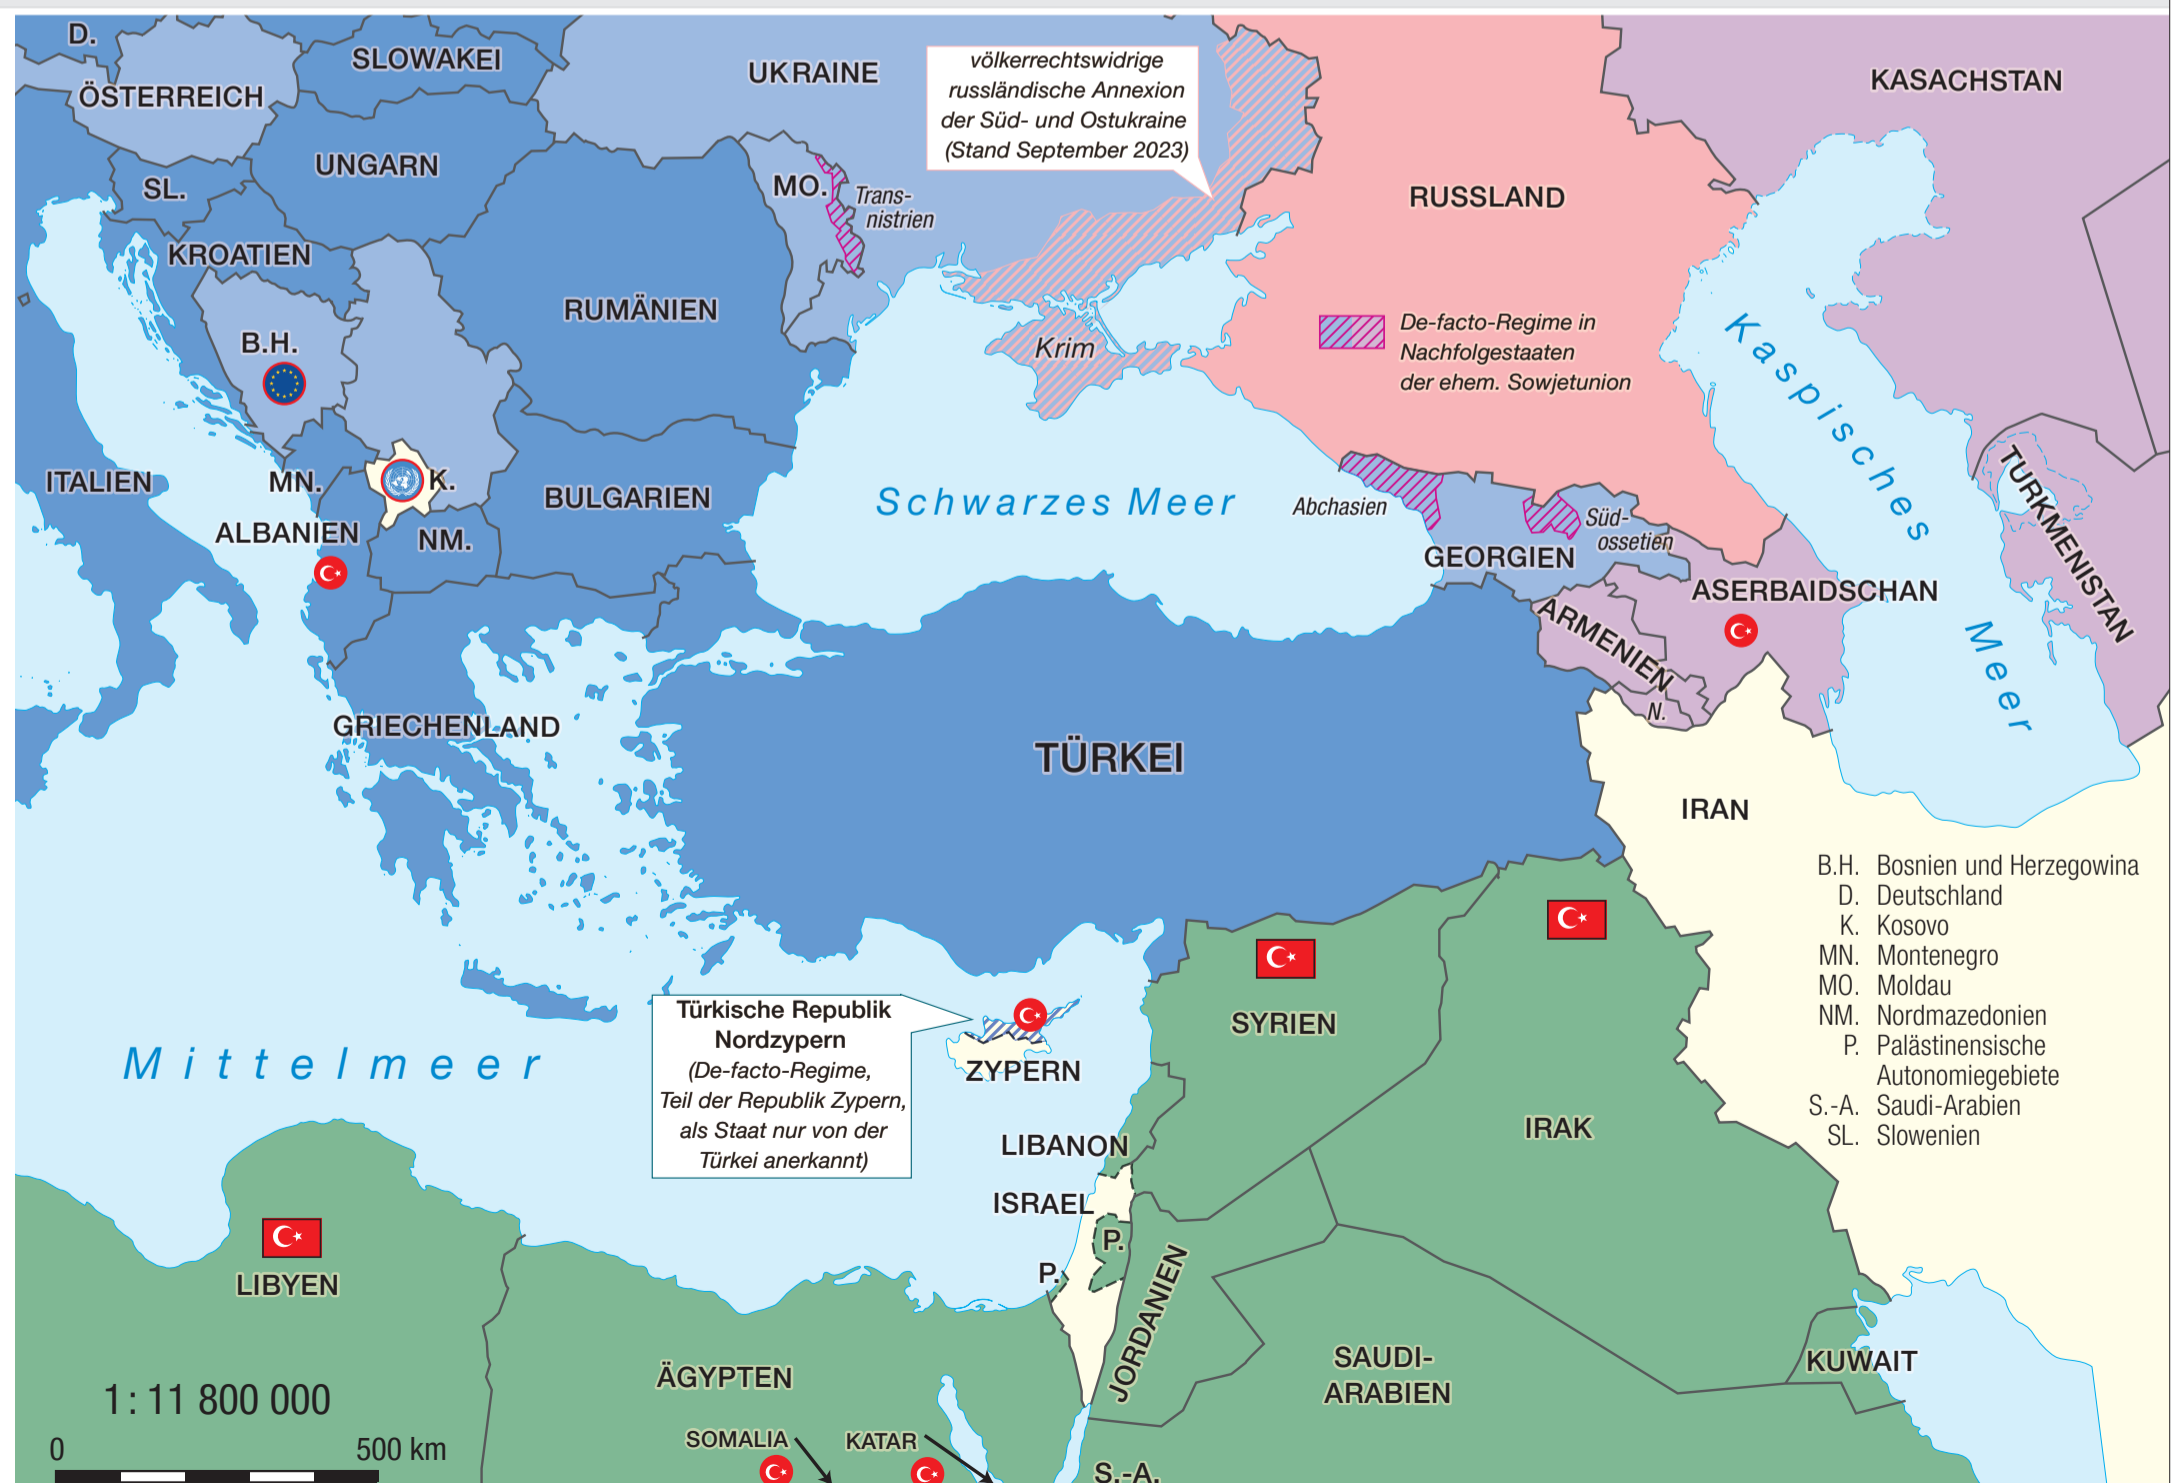 D.
SLOWAKEI
UKRAINE
ÖSTERREICH
KASACHSTAN
völkerrechtswidrige
russländische Annexion
der Süd- und Ostukraine
(Stand September 2023)
UNGARN
SL.
MO.
Trans-
nistrien
RUSSLAND
KROATIEN
RUMÄNIEN
B.H.
Krim
De-facto-Regime in
Nachfolgestaaten
der ehem. Sowjetunion
Kaspisches
Meer
ITALIEN
MN.
K.
BULGARIEN
Schwarzes Meer
Abchasien
Süd-
ossetien
TURKMENISTAN
ALBANIEN
NM.
GEORGIEN
ASERBAIDSCHAN
ARMENIEN
N.
GRIECHENLAND
TÜRKEI
IRAN
B.H. Bosnien und Herzegowina
D. Deutschland
K. Kosovo
MN. Montenegro
MO. Moldau
NM. Nordmazedonien
P. Palästinensische
Autonomiegebiete
S.-A. Saudi-Arabien
SL. Slowenien
Türkische Republik
Nordzypern
(De-facto-Regime,
Teil der Republik Zypern,
als Staat nur von der
Türkei anerkannt)
SYRIEN
Mittelmeer
ZYPERN
IRAK
LIBANON
ISRAEL
P.
P.
JORDANIEN
LIBYEN
ÄGYPTEN
SAUDI-
ARABIEN
KUWAIT
1 : 11 800 000
0 500 km
SOMALIA
KATAR
S.-A.